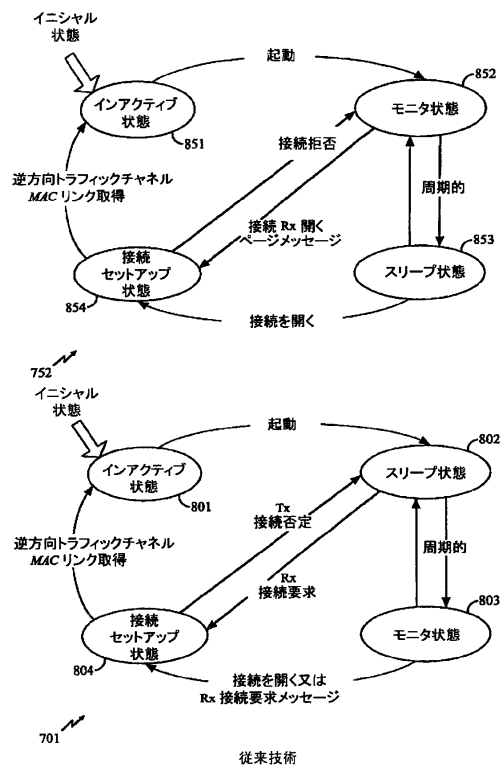 イニシャル
状態
起動
852
インアクティブ
状態
851
モニタ状態
接続拒否
逆方向トラフィックチャネル
MACリンク取得
周期的
接続 Rx 開く
ページメッセージ
853
接続
セットアップ
状態
854
スリープ状態
接続を開く
752
イニシャル
状態
起動
802
インアクティブ
状態
801
スリープ状態
Tx
接続否定
逆方向トラフィックチャネル
MACリンク取得
周期的
Rx
接続要求
803
接続
セットアップ
状態
804
モニタ状態
接続を開く又は
Rx 接続要求メッセージ
701
従来技術